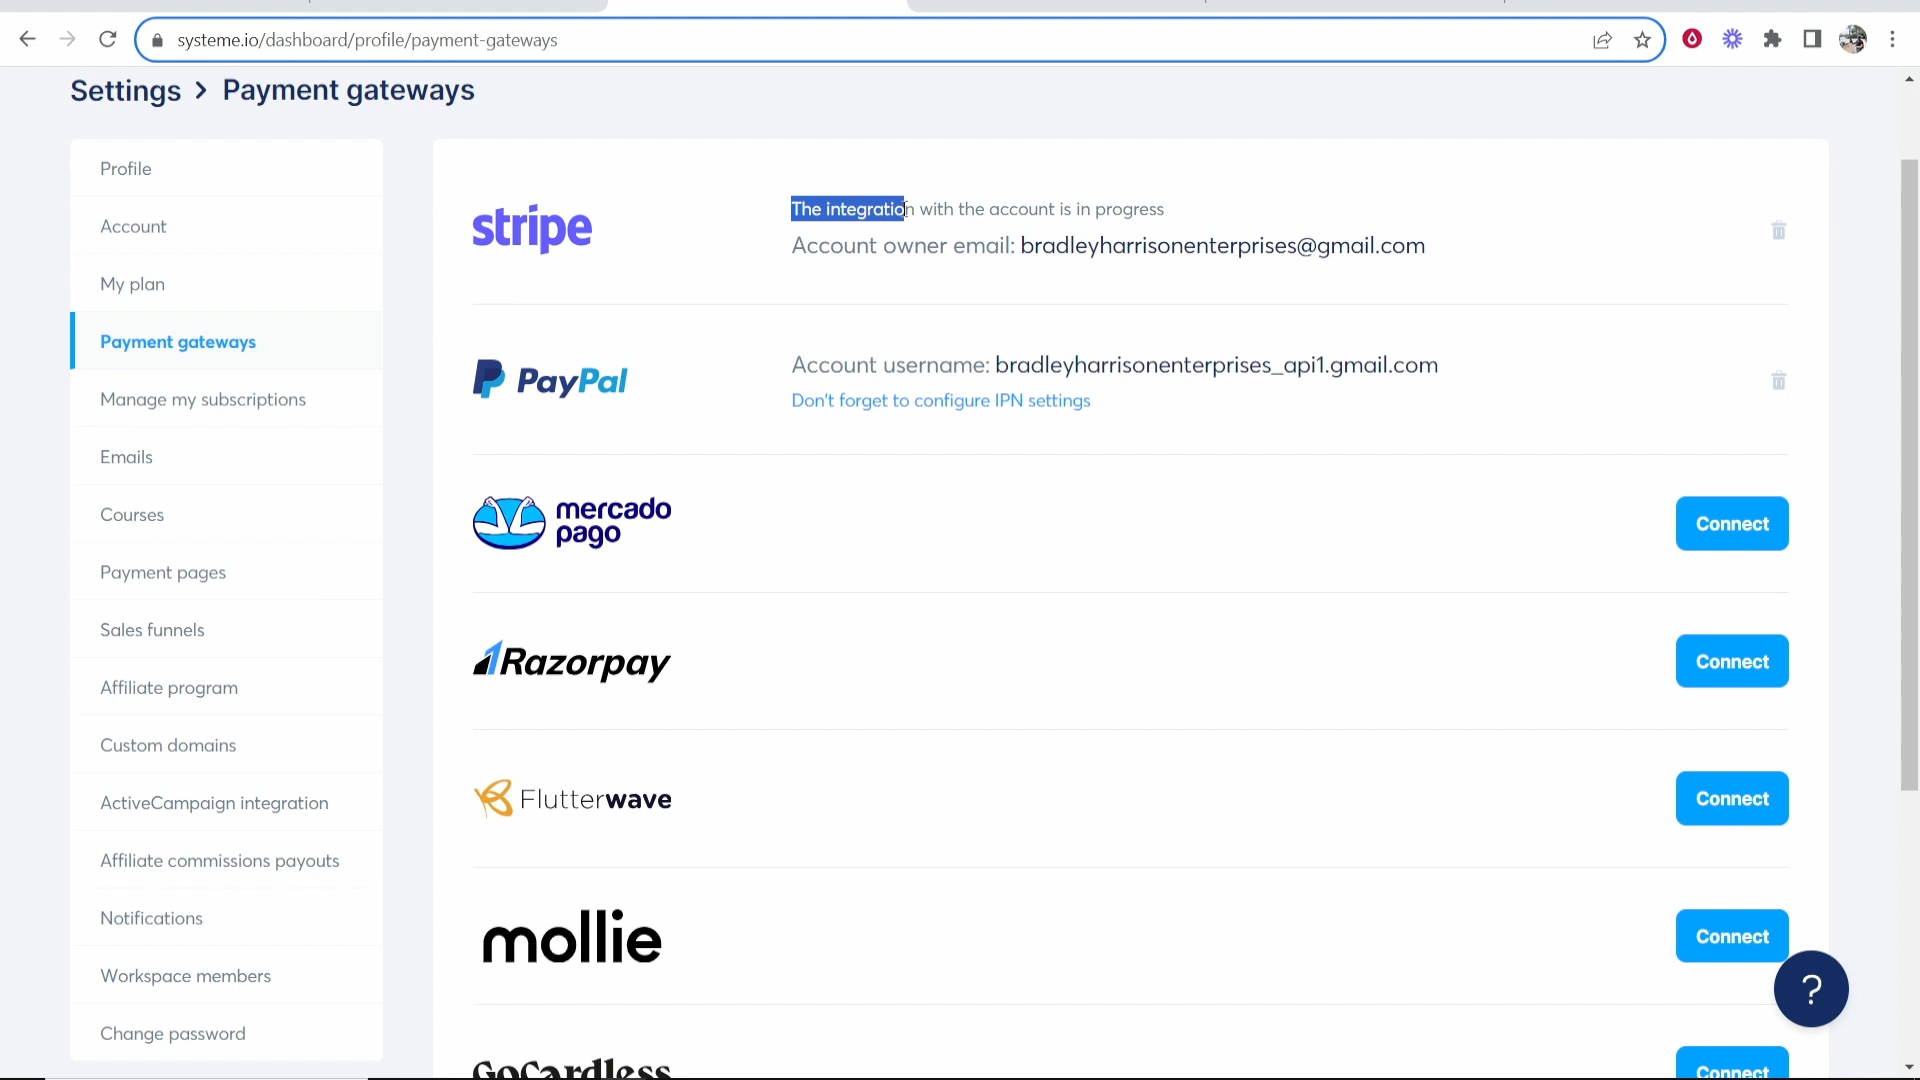 systeme.io/dashboard/profile/payment-gateways
Settings > Payment gateways
Profile
Account
My plan
Payment gateways
Manage my subscriptions
Emails
Courses
Payment pages
Sales funnels
Affiliate program
Custom domains
ActiveCampaign integration
Affiliate commissions payouts
Notifications
Workspace members
Change password
stripe
The integration with the account is in progress
Account owner email: bradleyharrisonenterprises@gmail.com
PayPal
Account username: bradleyharrisonenterprises_api1.gmail.com
Don't forget to configure IPN settings
mercado
pago
Connect
Razorpay
Connect
Flutterwave
Connect
mollie
Connect
?
GoCardless
Connect